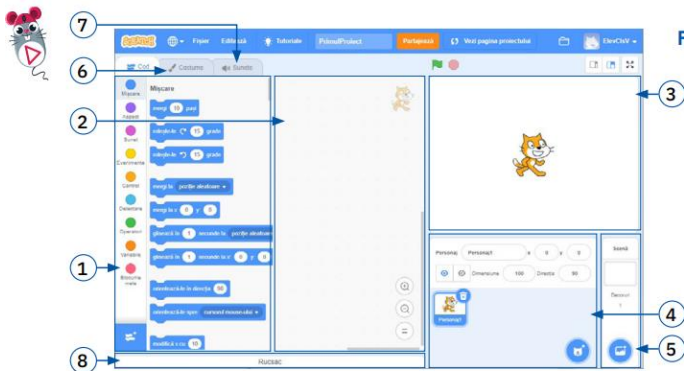 7
SCRATCH Fișier Editează Tutoriale PrimulProiect Partajează Vezi pagina proiectului ElevClsV
6
Cod Costume Sunete
2
3
Mișcare
Mișcare
mergi 10 pași
Aspect
rotește-te 15 grade
Sunet
rotește-te 15 grade
Evenimente
Control
mergi la poziție aleatoare
Detectare
mergi la x 0 y 0
Operatori
glisează în 1 secunde la poziție aleatoare
Variabile
glisează în 1 secunde la x 0 y 0
1
Blocurile mele
orientează-te în direcția 90
orientează-te spre cursorul mouse-ului
modifică x cu 10
Personaj Personaj1 x 0 y 0
Dimensiune 100 Direcție 90
Personaj1
Scenă
Decoruri
1
4
5
8
Rucsac